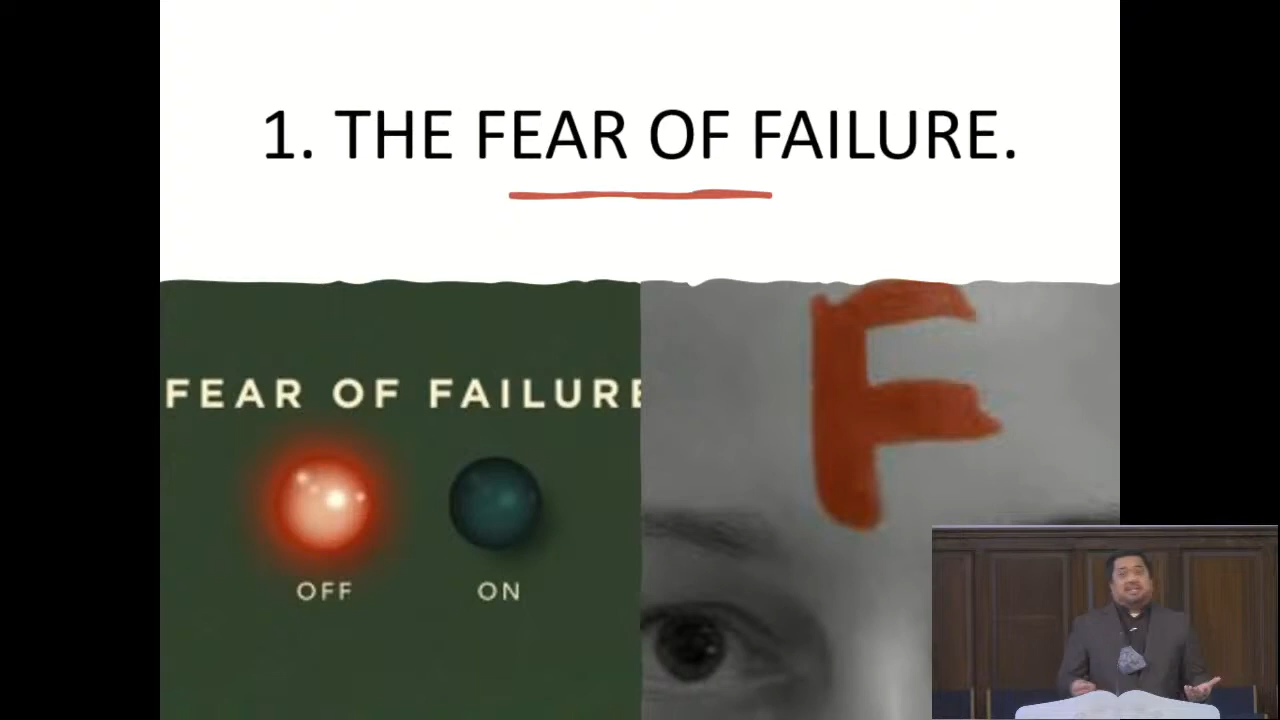 1. THE FEAR OF FAILURE.
FEAR OF FAILURE
OFF
ON
F